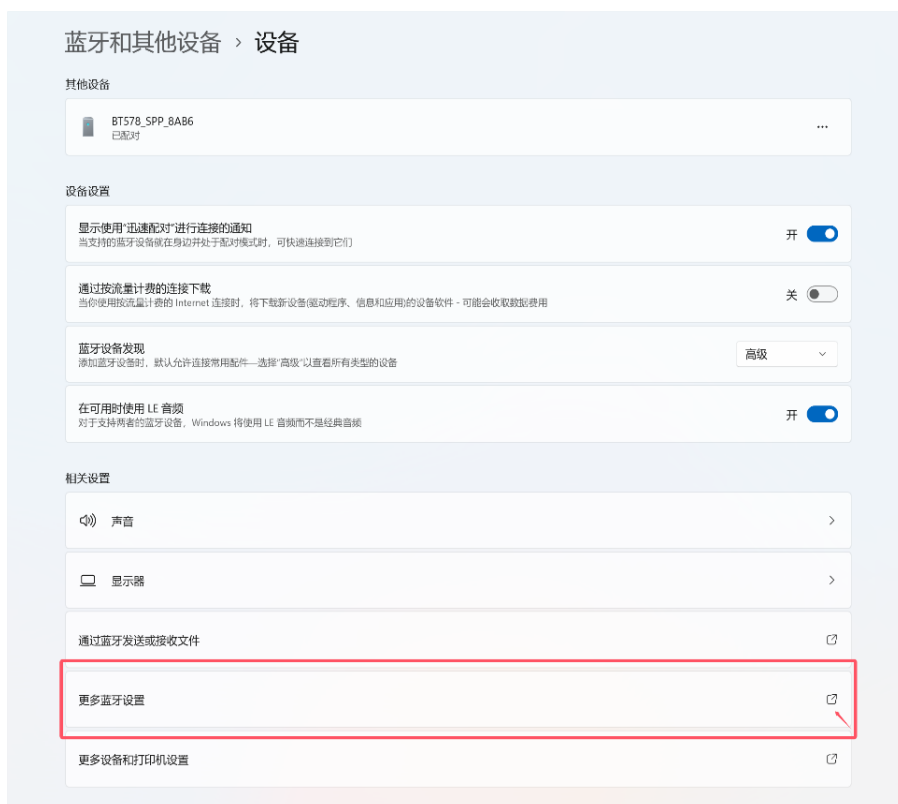 蓝牙和其他设备 › 设备
其他设备
BT578_SPP_8AB6
已配对
设备设置
显示使用"迅速配对"进行连接的通知
当支持的蓝牙设备就在身边并处于配对模式时，可快速连接到它们
开
通过按流量计费的连接下载
当你使用按流量计费的 Internet 连接时，将下载新设备(驱动程序、信息和应用)的设备软件 - 可能会收取数据费用
关
蓝牙设备发现
添加蓝牙设备时，默认允许连接常用配件—选择"高级"以查看所有类型的设备
高级
在可用时使用 LE 音频
对于支持两者的蓝牙设备，Windows 将使用 LE 音频而不是经典音频
开
相关设置
声音
显示器
通过蓝牙发送或接收文件
更多蓝牙设置
更多设备和打印机设置